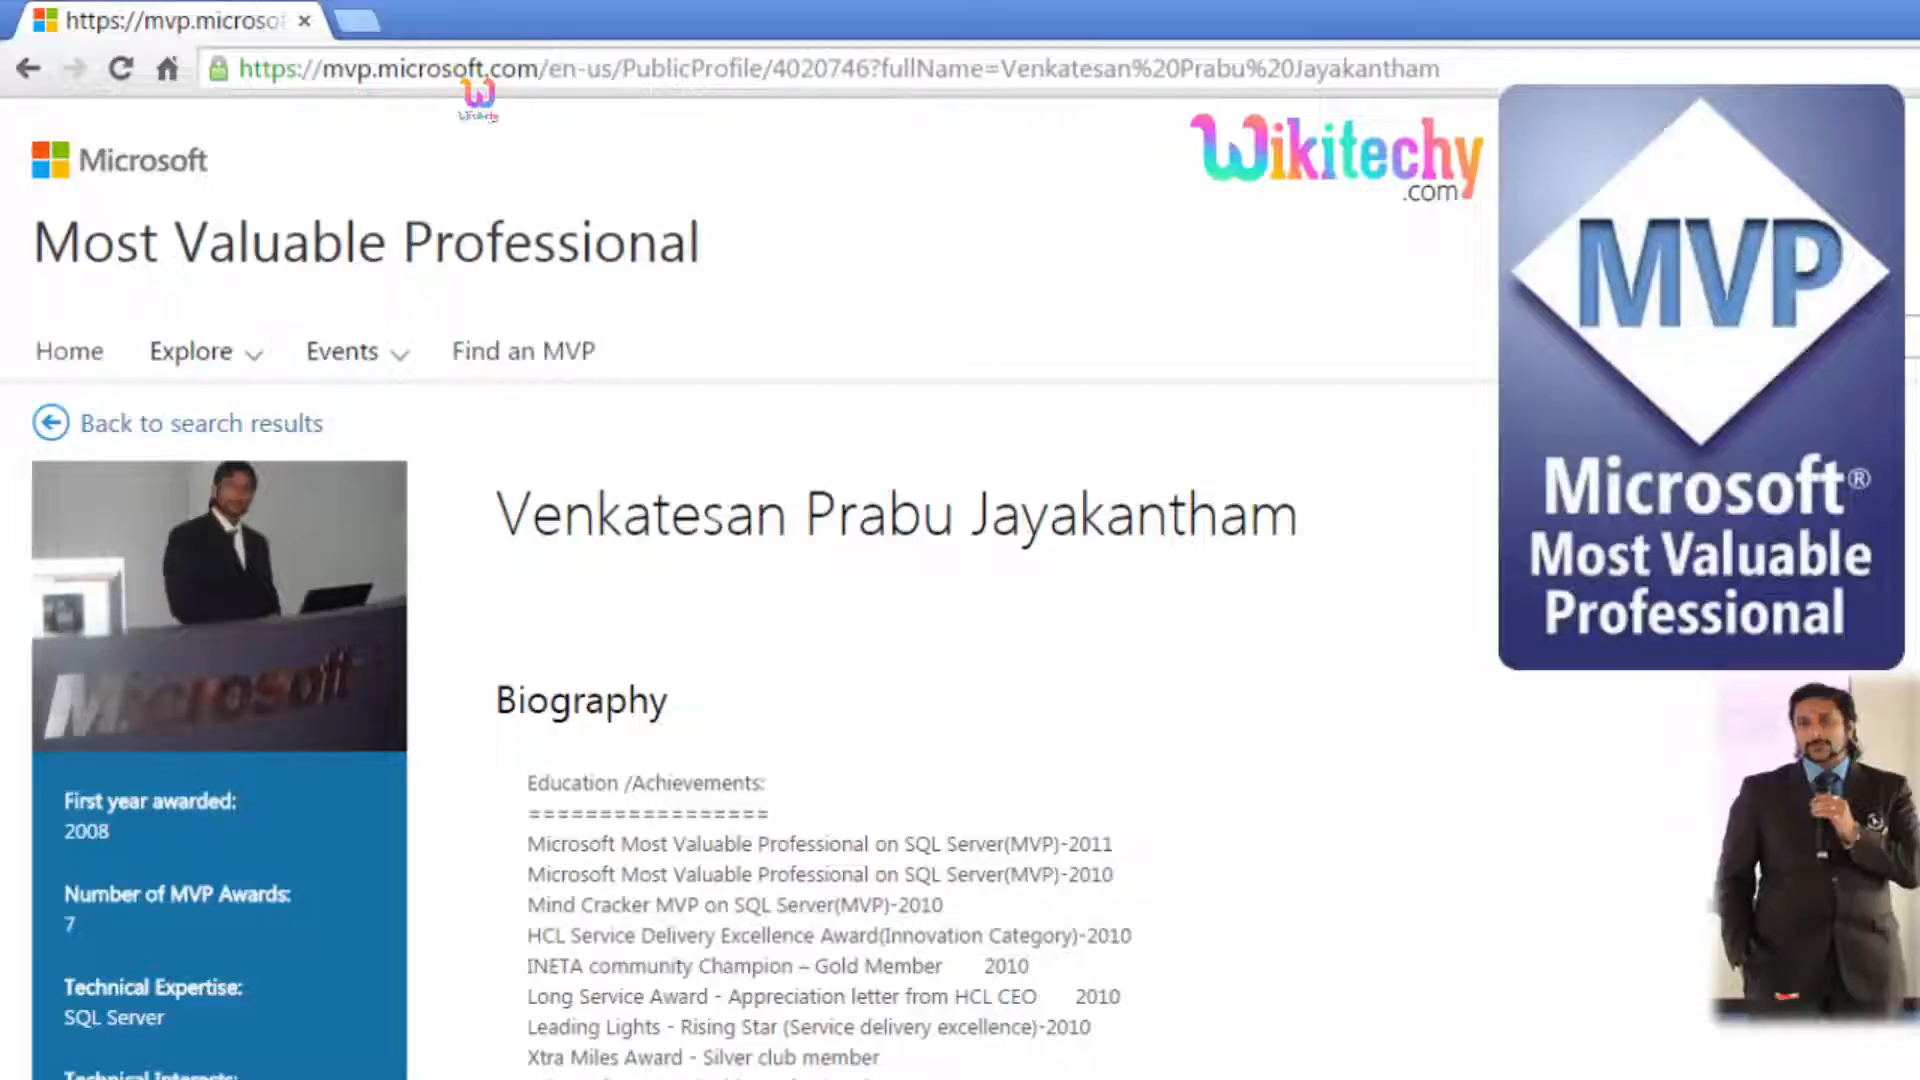 https://mvp.microsof
https://mvp.microsoft.com/en-us/PublicProfile/4020746?fullName=Venkatesan%20Prabu%20Jayakantham
Wikitechy
Microsoft
Wikitechy
.com
Most Valuable Professional
MVP
Home Explore Events Find an MVP
Back to search results
Microsoft®
Most Valuable
Professional
Venkatesan Prabu Jayakantham
Microsoft
Biography
Education /Achievements:
=================
First year awarded:
2008
Microsoft Most Valuable Professional on SQL Server(MVP)-2011
Microsoft Most Valuable Professional on SQL Server(MVP)-2010
Number of MVP Awards:
7
Mind Cracker MVP on SQL Server(MVP)-2010
HCL Service Delivery Excellence Award(Innovation Category)-2010
INETA community Champion – Gold Member 2010
Technical Expertise:
SQL Server
Long Service Award - Appreciation letter from HCL CEO 2010
Leading Lights - Rising Star (Service delivery excellence)-2010
Xtra Miles Award - Silver club member
Technical Interests: